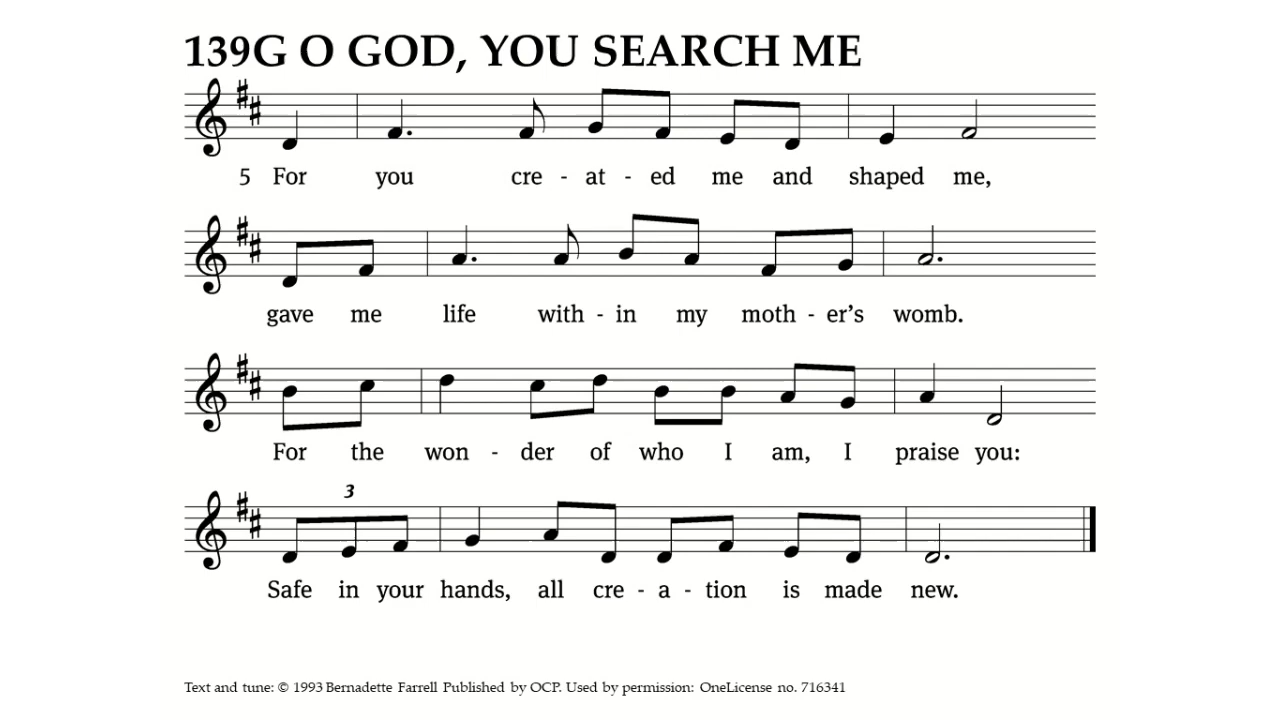 139G O GOD, YOU SEARCH ME
5 For you cre - at - ed me and shaped me,
gave me life with - in my moth - er's womb.
For the won - der of who I am, I praise you:
3
Safe in your hands, all cre - a - tion is made new.
Text and tune: © 1993 Bernadette Farrell Published by OCP. Used by permission: OneLicense no. 716341